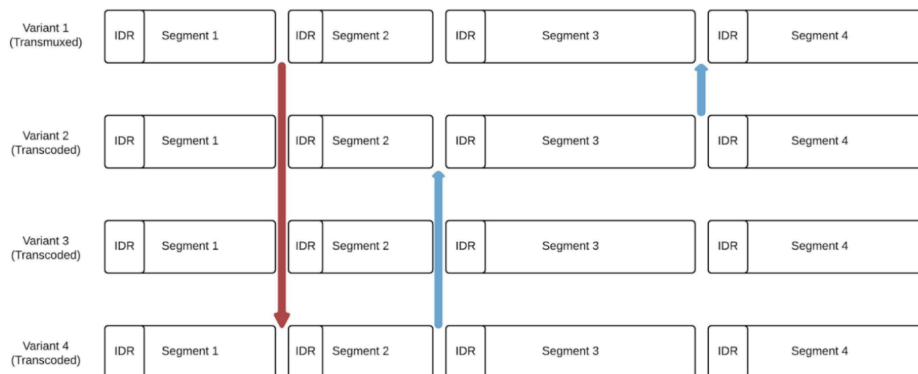 Variant 1
(Transmuxed)
IDR Segment 1 IDR Segment 2 IDR Segment 3 IDR Segment 4
Variant 2
(Transcoded)
IDR Segment 1 IDR Segment 2 IDR Segment 3 IDR Segment 4
Variant 3
(Transcoded)
IDR Segment 1 IDR Segment 2 IDR Segment 3 IDR Segment 4
Variant 4
(Transcoded)
IDR Segment 1 IDR Segment 2 IDR Segment 3 IDR Segment 4